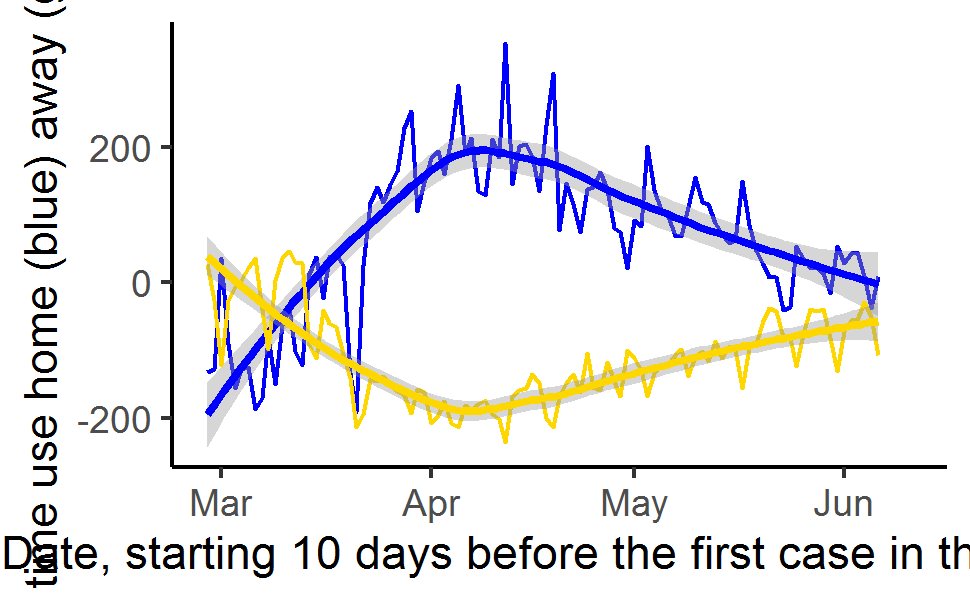 time use home (blue) away (
200
0
-200
Mar Apr May Jun
Date, starting 10 days before the first case in th